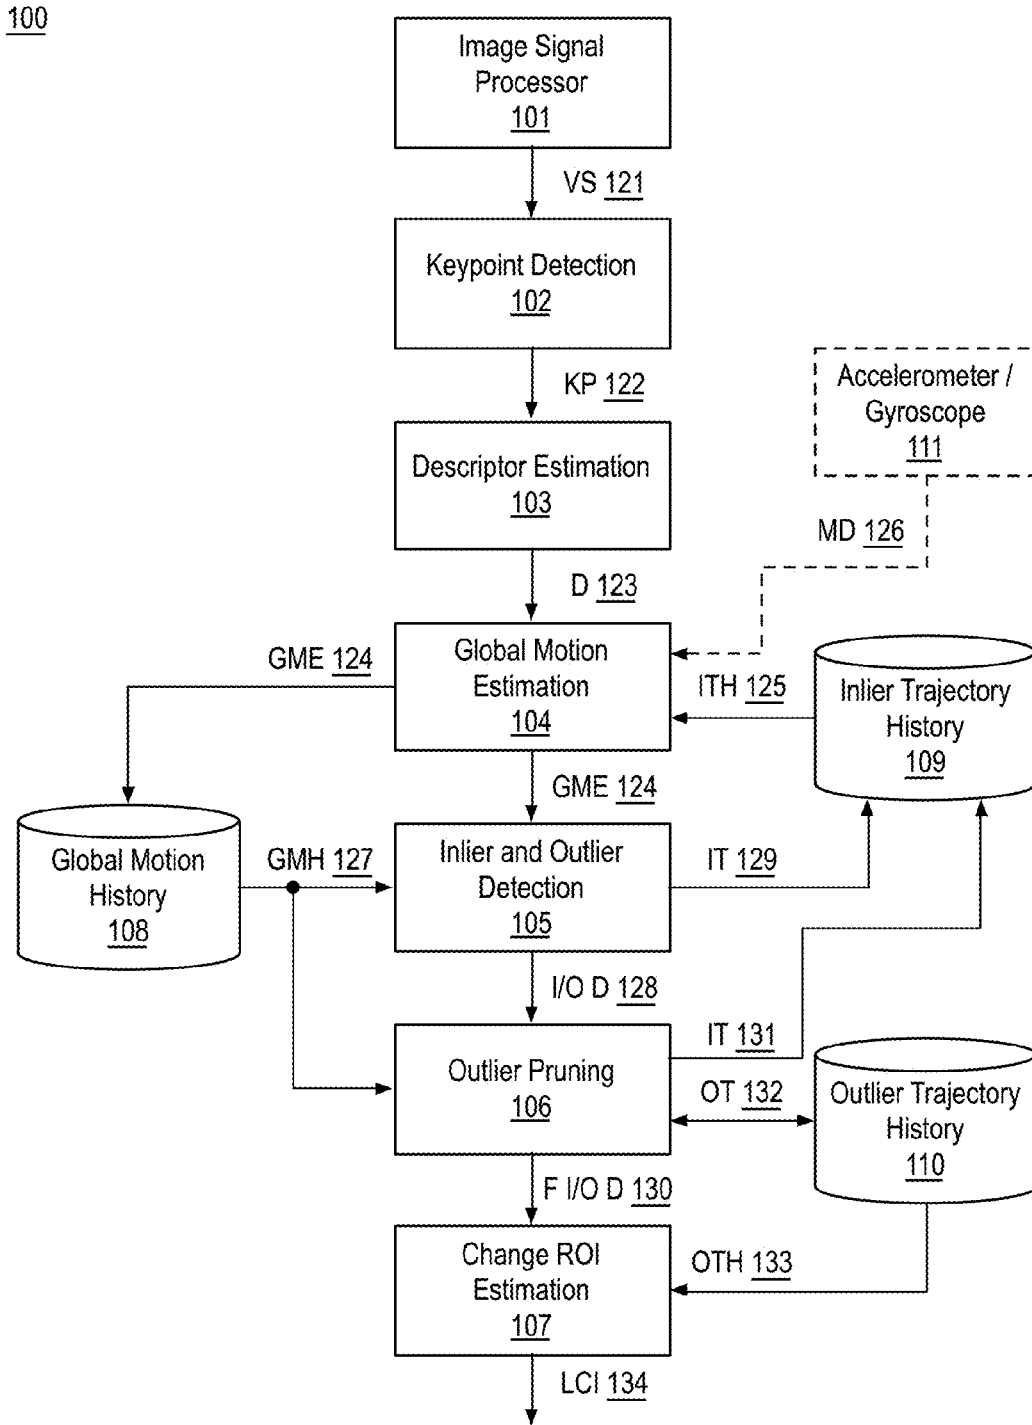 100
Image Signal
Processor
101
VS 121
Keypoint Detection
102
KP 122
Accelerometer /
Gyroscope
111
Descriptor Estimation
103
MD 126
D 123
GME 124
Global Motion
Estimation
104
ITH 125
Inlier Trajectory
History
109
GME 124
Global Motion
History
108
GMH 127
Inlier and Outlier
Detection
105
IT 129
I/O D 128
Outlier Pruning
106
IT 131
OT 132
Outlier Trajectory
History
110
F I/O D 130
Change ROI
Estimation
107
OTH 133
LCI 134